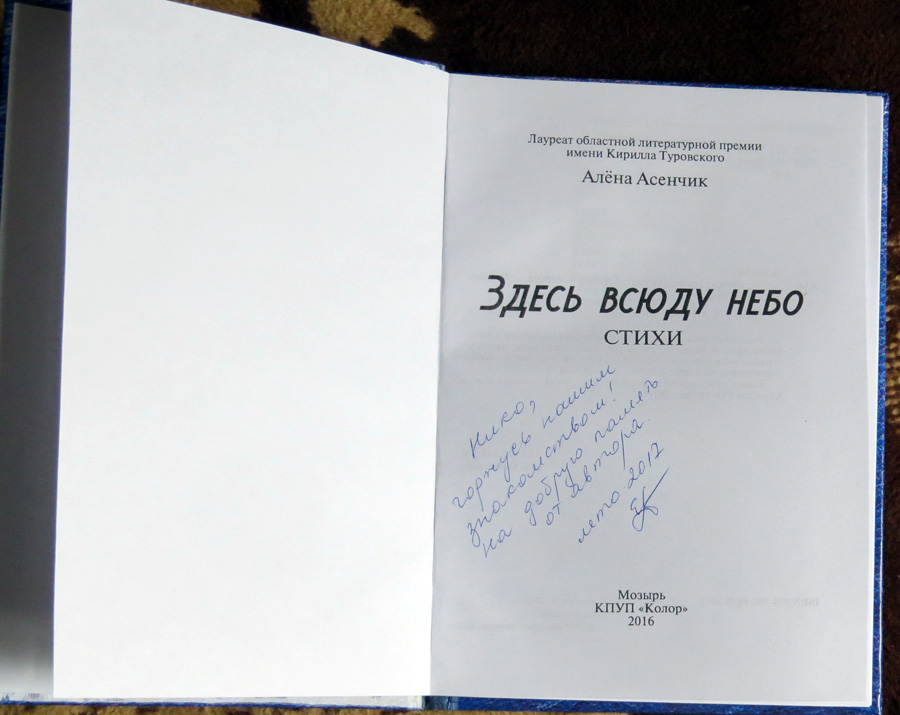 Лауреат областной литературной премии
имени Кирилла Туровского
Алёна Асенчик
Здесь всюду небо
СТИХИ
Нико,
горжусь нашим
знакомством!
на добрую память
от автора.
лето 2017
Мозырь
КПУП «Колор»
2016